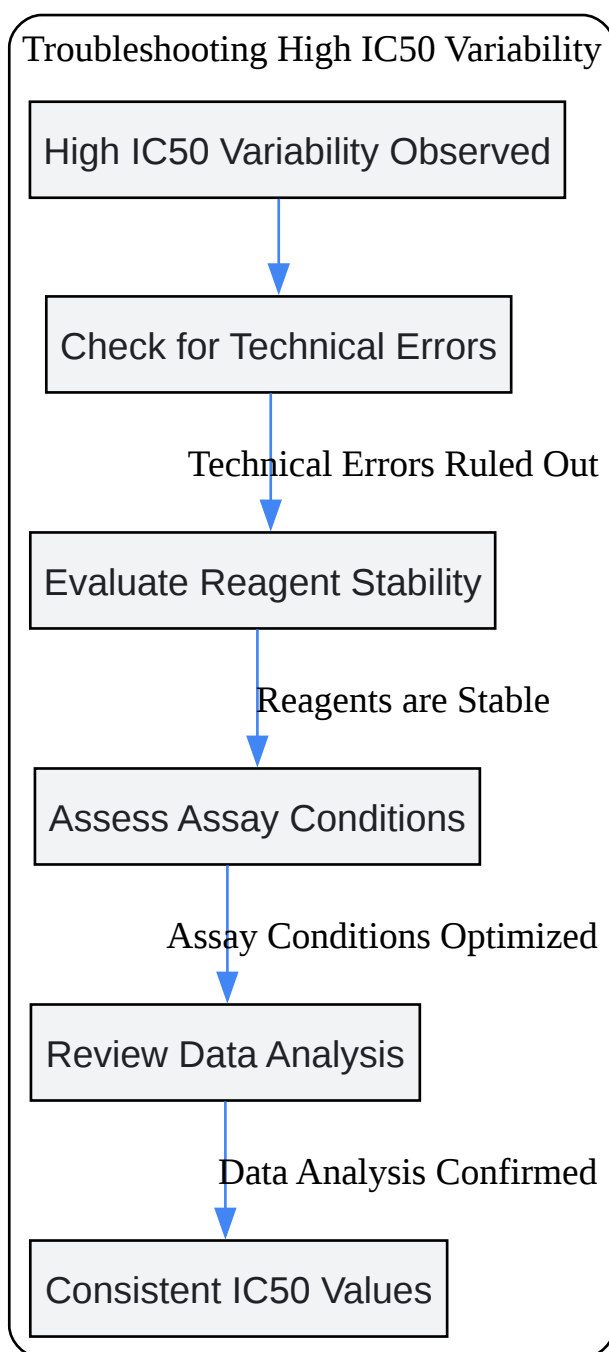 Troubleshooting High IC50 Variability
High IC50 Variability Observed
Check for Technical Errors
Technical Errors Ruled Out
Evaluate Reagent Stability
Reagents are Stable
Assess Assay Conditions
Assay Conditions Optimized
Review Data Analysis
Data Analysis Confirmed
Consistent IC50 Values